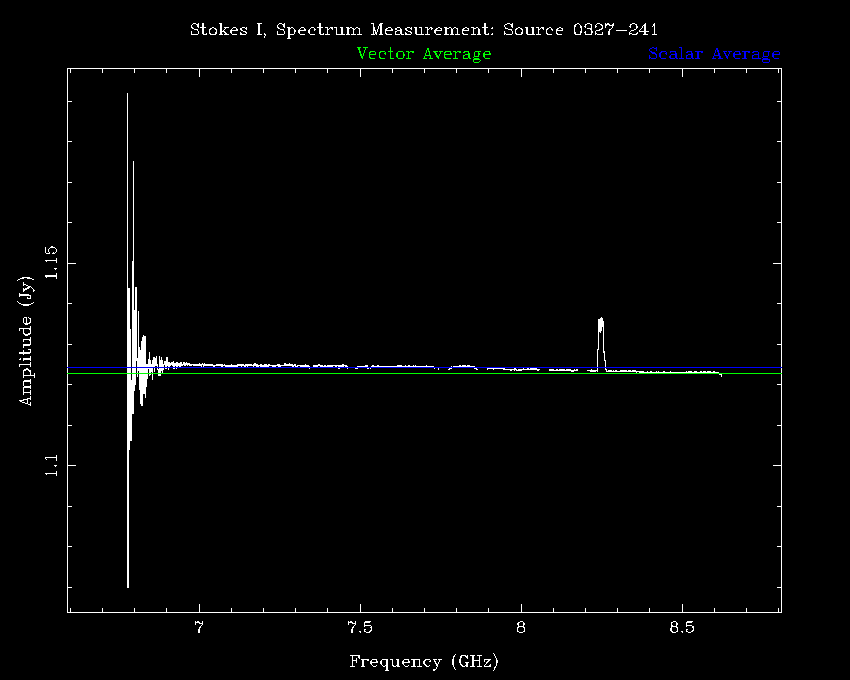 Stokes I, Spectrum Measurement: Source 0327−241
Vector Average
Scalar Average
1.15
1.1
Amplitude (Jy)
7
7.5
8
8.5
Frequency (GHz)